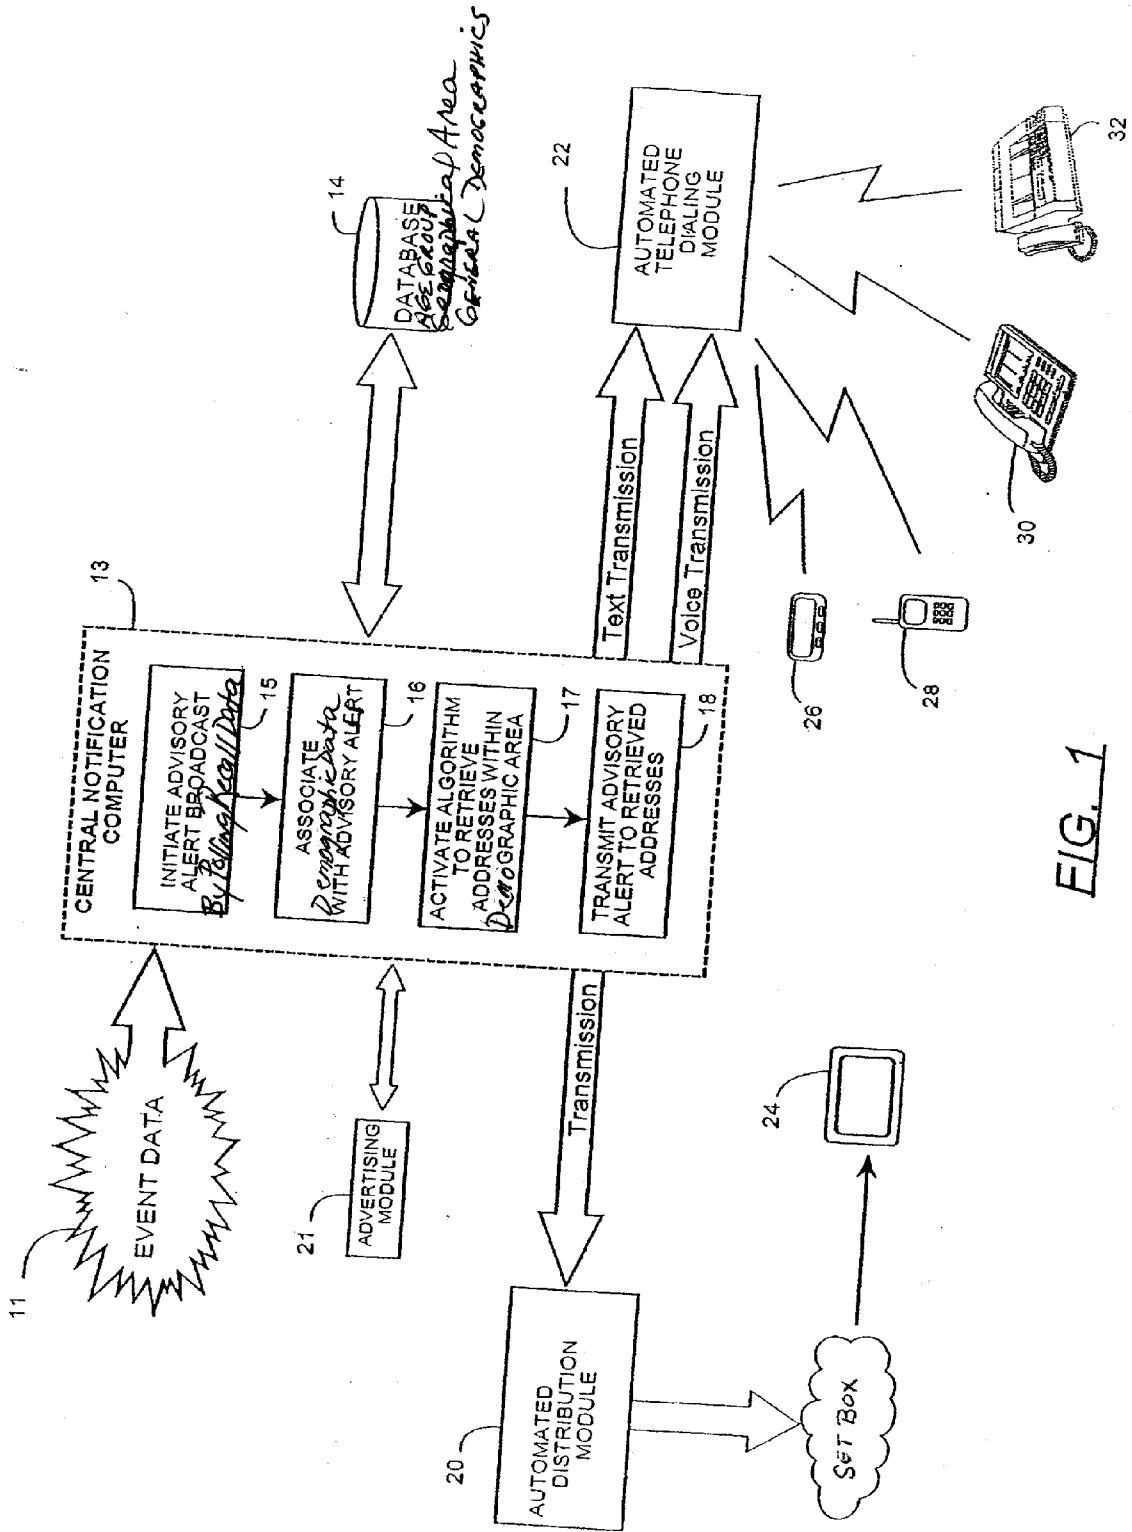 11
EVENT DATA
CENTRAL NOTIFICATION
COMPUTER
13
INITIATE ADVISORY
ALERT BROADCAST
By Polling Recall Data
15
ASSOCIATE
Demographic Data
WITH ADVISORY ALERT
16
ACTIVATE ALGORITHM
TO RETRIEVE
ADDRESSES WITHIN
DemoGRAPHIC AREA
17
TRANSMIT ADVISORY
ALERT TO RETRIEVED
ADDRESSES
18
14
DATABASE
AGE GROUP
Geographical Area
GENERAL DEMOGRAPHICS
21
ADVERTISING
MODULE
Transmission
Text Transmission
Voice Transmission
22
AUTOMATED
TELEPHONE
DIALING
MODULE
20
AUTOMATED
DISTRIBUTION
MODULE
SET BOX
24
26
28
30
32
FIG. 1